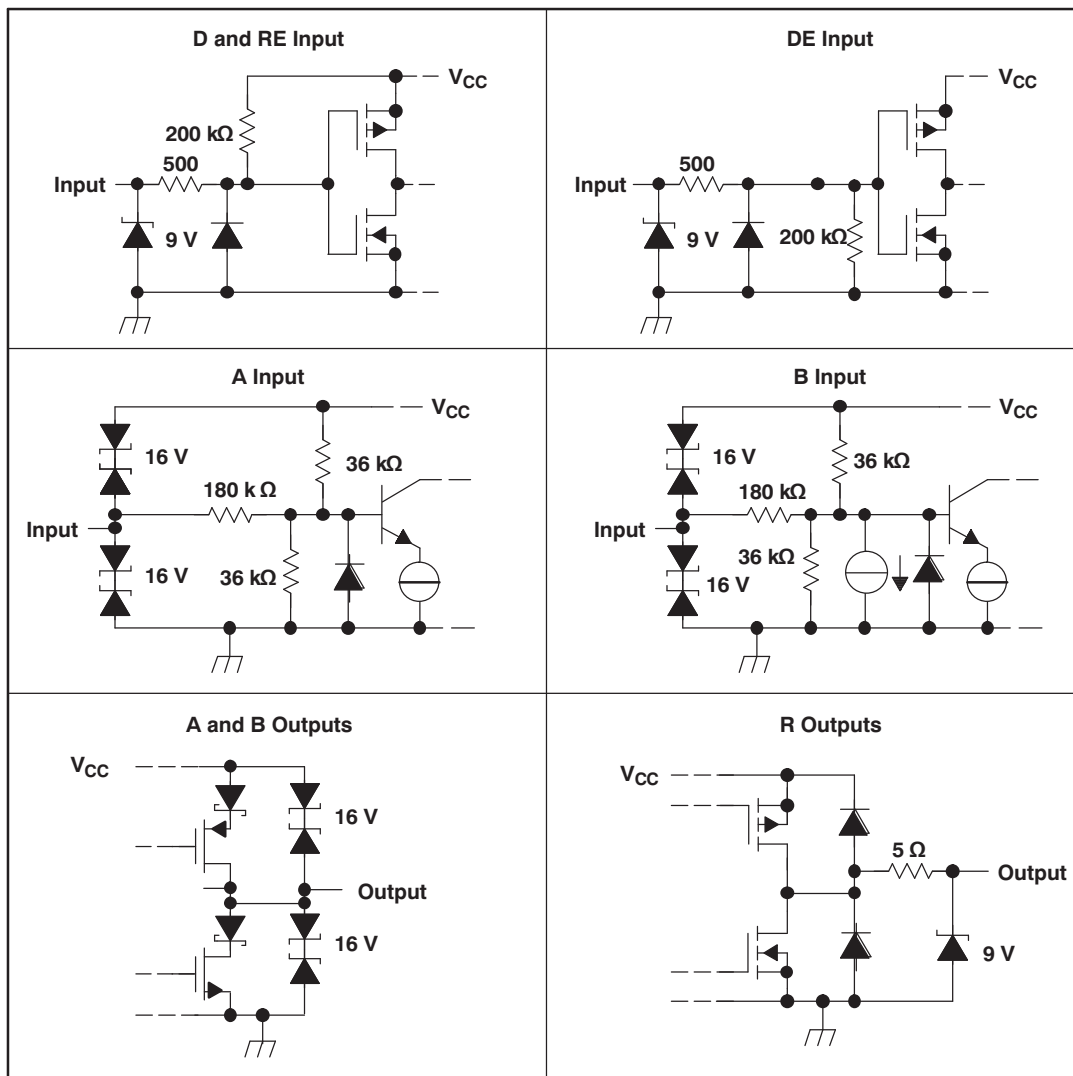 D and RE Input
VCC
200 kΩ
500
Input
9 V
DE Input
VCC
500
Input
9 V
200 kΩ
A Input
VCC
16 V
36 kΩ
180 k Ω
Input
16 V
36 kΩ
B Input
VCC
16 V
36 kΩ
180 kΩ
Input
36 kΩ
16 V
A and B Outputs
VCC
16 V
Output
16 V
R Outputs
VCC
5 Ω
Output
9 V